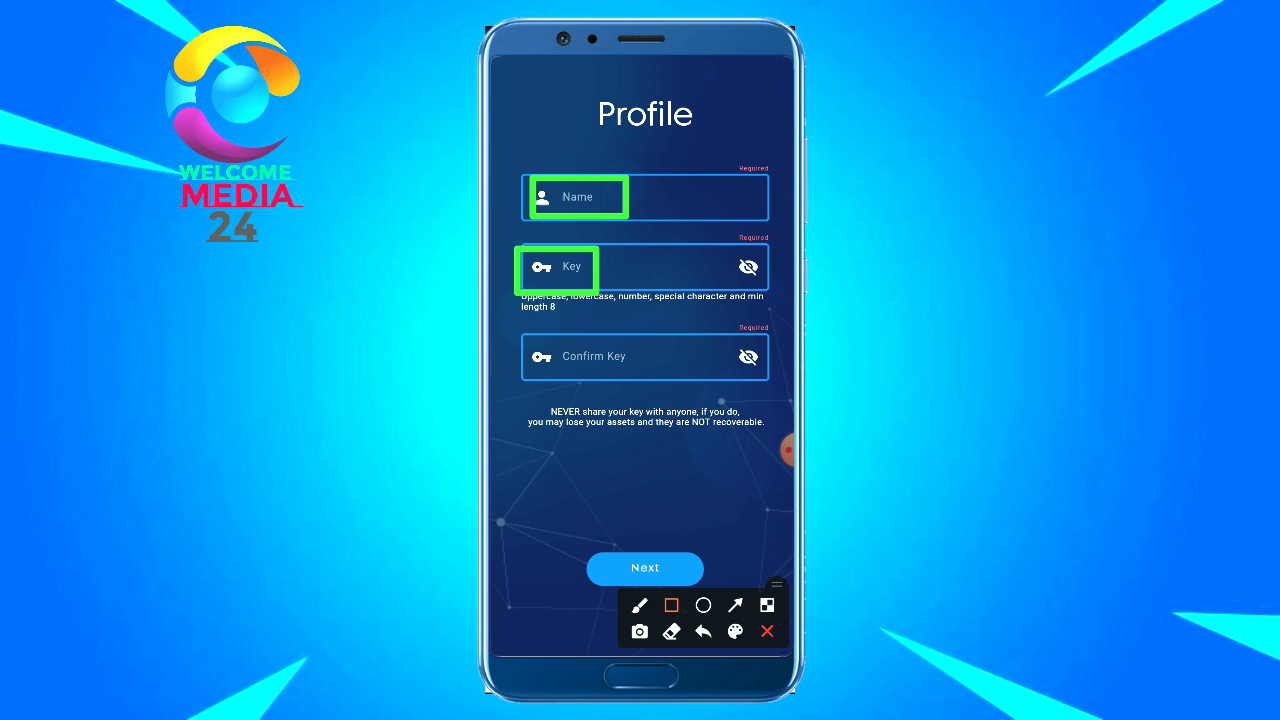 WELCOME
MEDIA
24
Profile
Required
Name
Required
Key
Uppercase, lowercase, number, special character and min
length 8
Required
Confirm Key
NEVER share your key with anyone, if you do,
you may lose your assets and they are NOT recoverable.
Next